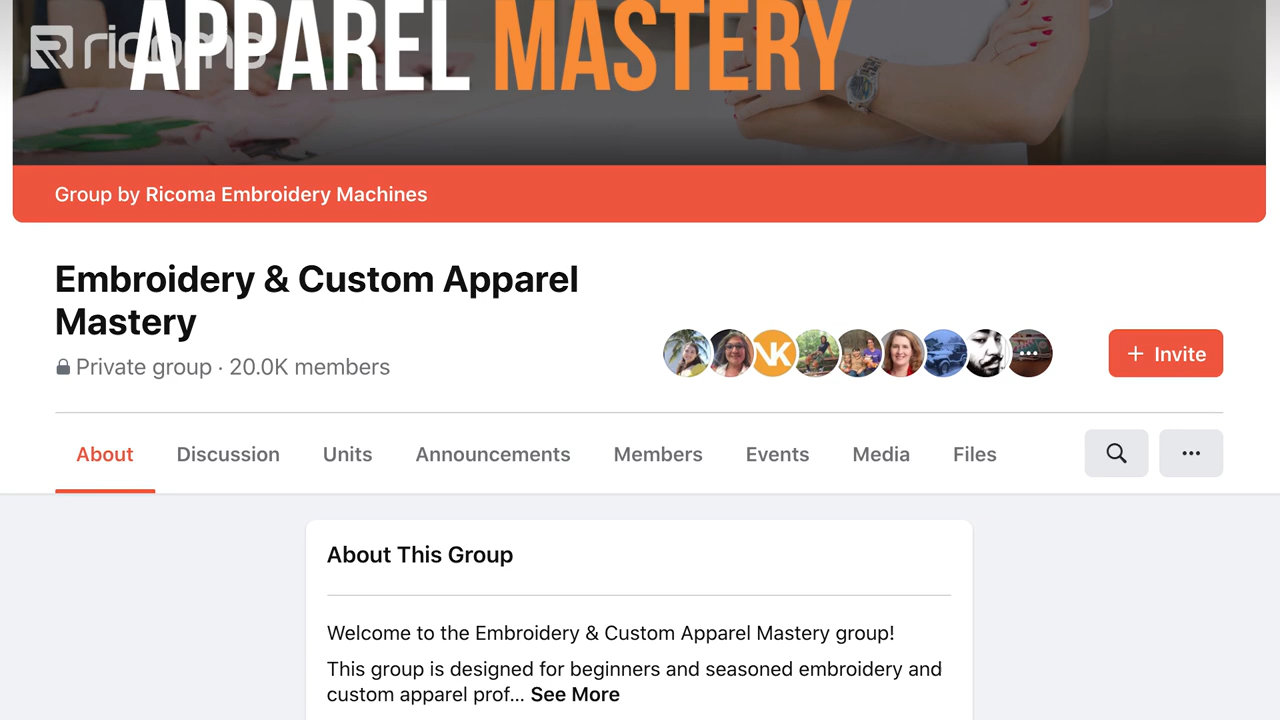 ricoma
APPAREL MASTERY
Group by Ricoma Embroidery Machines
Embroidery & Custom Apparel
Mastery
Private group · 20.0K members
VK
+ Invite
About Discussion Units Announcements Members Events Media Files
About This Group
Welcome to the Embroidery & Custom Apparel Mastery group!
This group is designed for beginners and seasoned embroidery and
custom apparel prof... See More